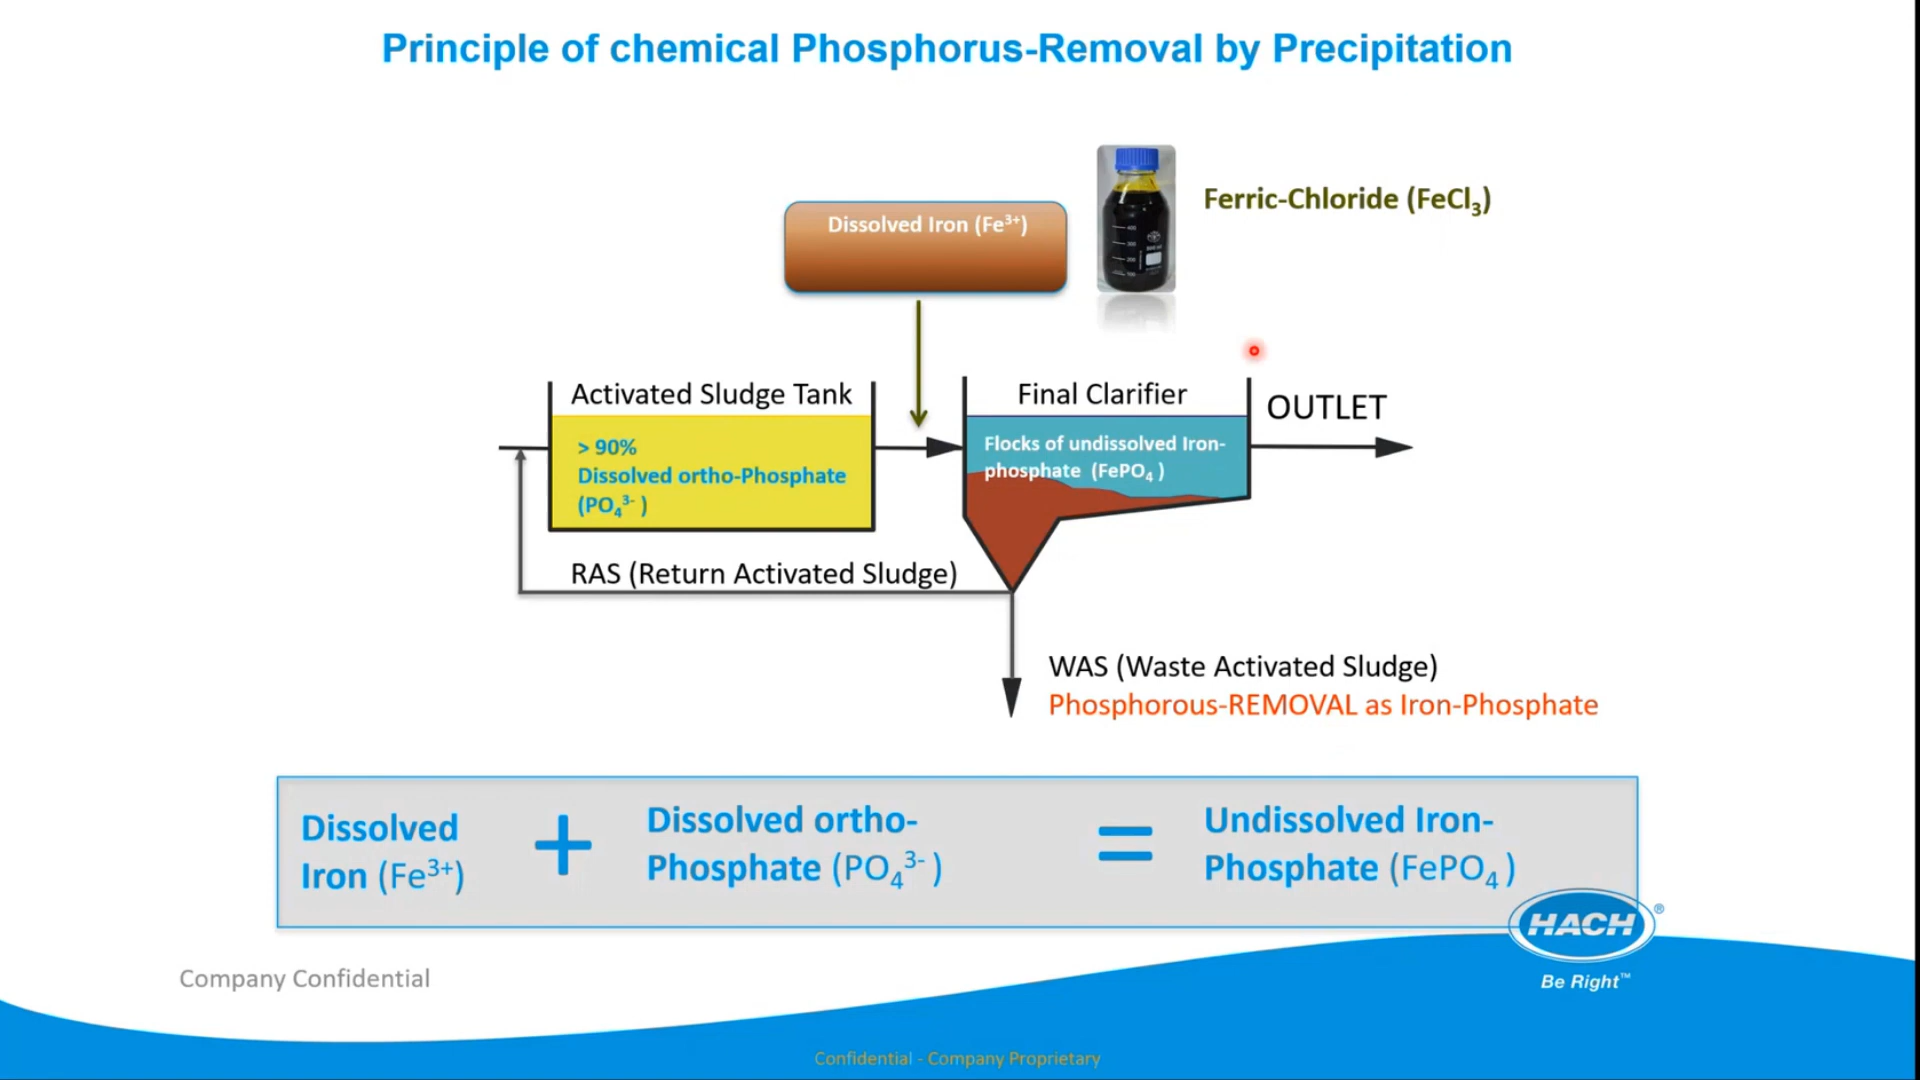 Principle of chemical Phosphorus-Removal by Precipitation
Dissolved Iron (Fe³⁺)
Ferric-Chloride (FeCl₃)
Activated Sludge Tank
Final Clarifier
OUTLET
> 90%
Dissolved ortho-Phosphate
(PO₄³⁻ )
Flocks of undissolved Iron-
phosphate (FePO₄ )
RAS (Return Activated Sludge)
WAS (Waste Activated Sludge)
Phosphorous-REMOVAL as Iron-Phosphate
Dissolved
Iron (Fe³⁺)
+
Dissolved ortho-
Phosphate (PO₄³⁻ )
=
Undissolved Iron-
Phosphate (FePO₄ )
HACH®
Be Right™
Company Confidential
Confidential - Company Proprietary